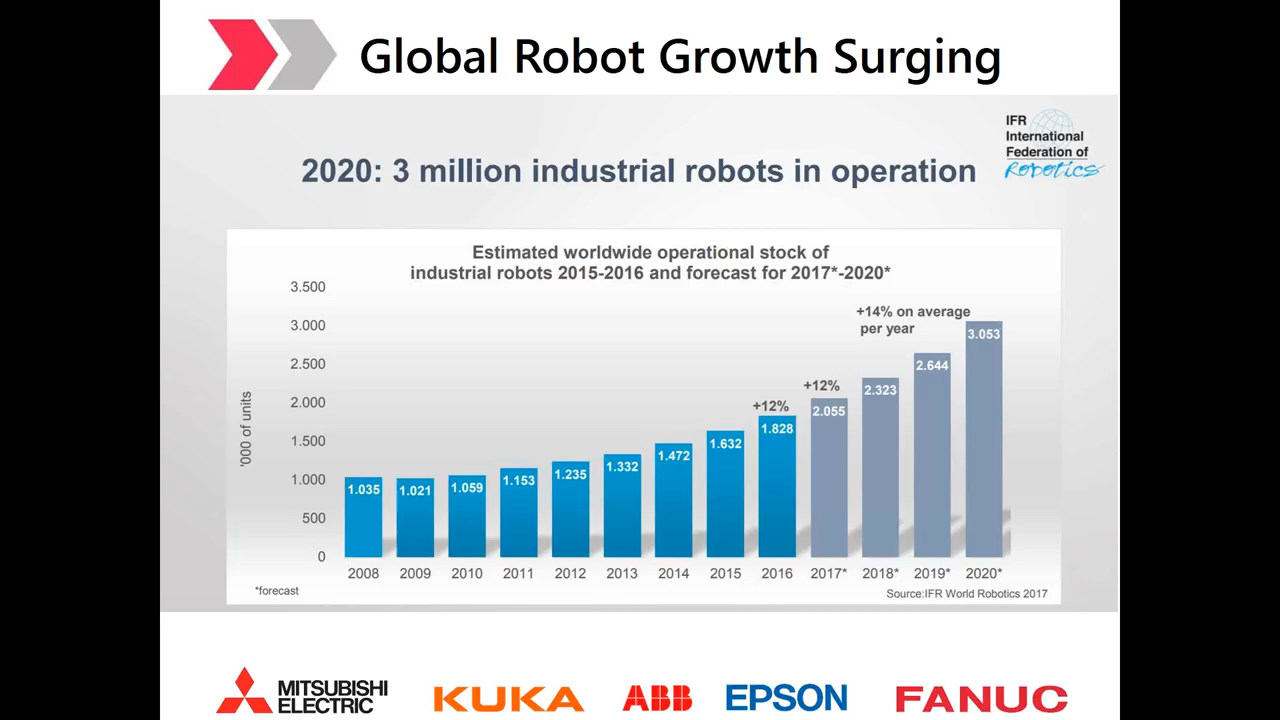 Global Robot Growth Surging
IFR
International
Federation of
Robotics
2020: 3 million industrial robots in operation
Estimated worldwide operational stock of
industrial robots 2015-2016 and forecast for 2017*-2020*
'000 of units
3.500
3.000
2.500
2.000
1.500
1.000
500
0
+12%
+12%
+14% on average
per year
1.035
1.021
1.059
1.153
1.235
1.332
1.472
1.632
1.828
2.055
2.323
2.644
3.053
2008
2009
2010
2011
2012
2013
2014
2015
2016
2017*
2018*
2019*
2020*
*forecast
Source:IFR World Robotics 2017
MITSUBISHI
ELECTRIC
KUKA
ABB
EPSON
FANUC